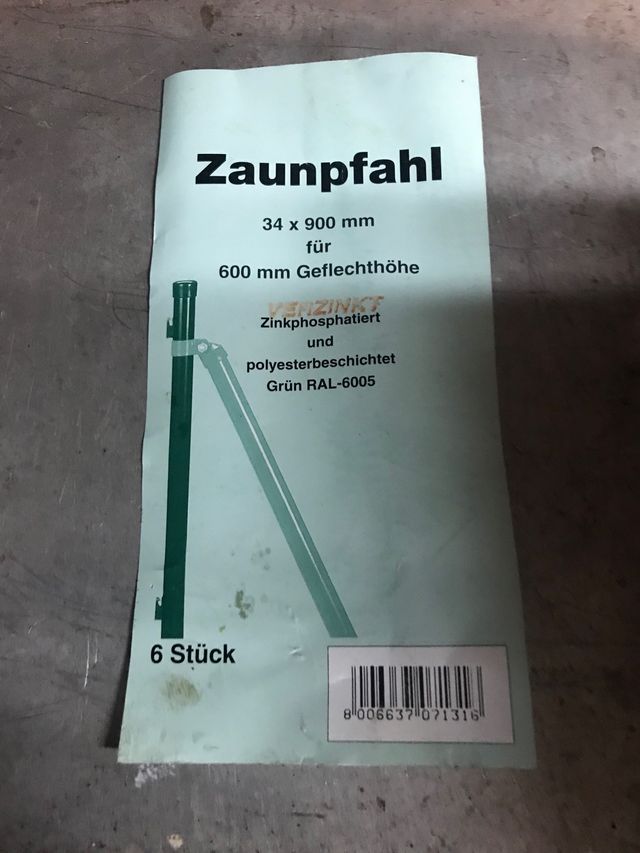 Zaunpfahl
34 x 900 mm
für
600 mm Geflechthöhe
VERZINKT
Zinkphosphatiert
und
polyesterbeschichtet
Grün RAL-6005
6 Stück
8 006637 071316